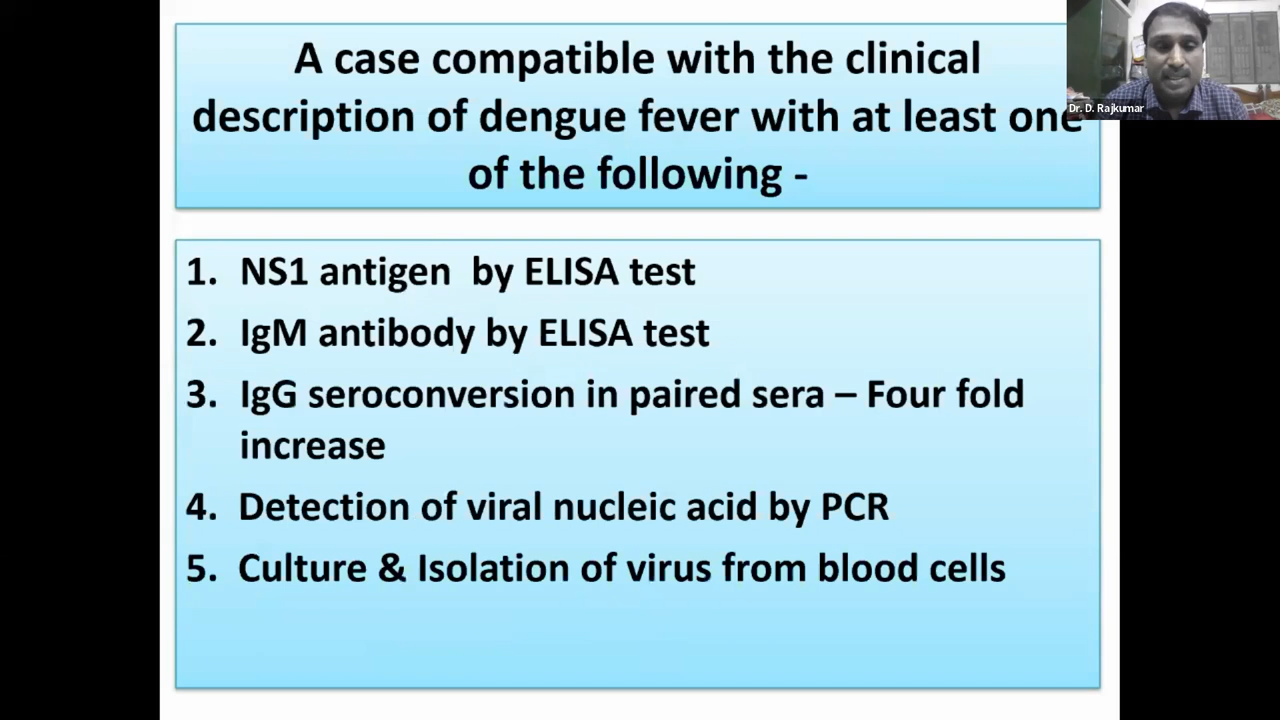 A case compatible with the clinical
description of dengue fever with at least one
of the following -
Dr. D. Rajkumar
1. NS1 antigen by ELISA test
2. IgM antibody by ELISA test
3. IgG seroconversion in paired sera – Four fold
increase
4. Detection of viral nucleic acid by PCR
5. Culture & Isolation of virus from blood cells